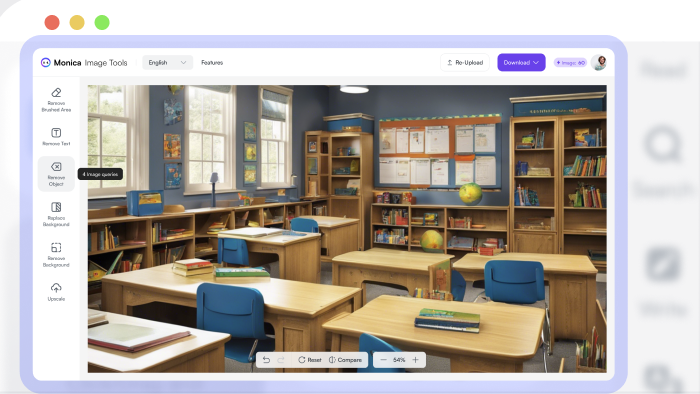 Monica Image Tools
English
Features
Re-Upload
Download
Image: 60
Remove
Brushed Area
Remove Text
Remove
Object
4 Image queries
Replace
Background
Remove
Background
Upscale
Reset
Compare
54%